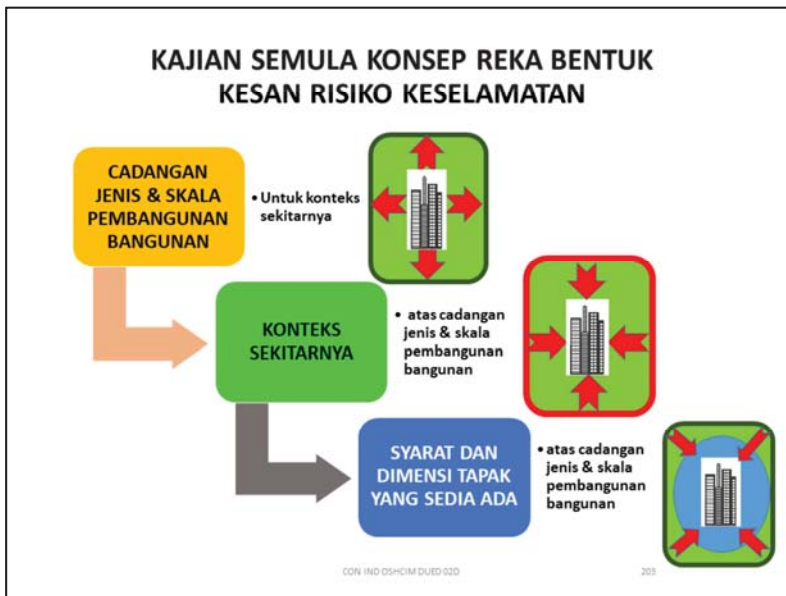 KAJIAN SEMULA KONSEP REKA BENTUK
KESAN RISIKO KESELAMATAN
CADANGAN
JENIS & SKALA
PEMBANGUNAN
BANGUNAN
• Untuk konteks
sekitarnya
KONTEKS
SEKITARNYA
• atas cadangan
jenis & skala
pembangunan
bangunan
SYARAT DAN
DIMENSI TAPAK
YANG SEDIA ADA
• atas cadangan
jenis & skala
pembangunan
bangunan
CON IND OSHCIM DUED 02D
203